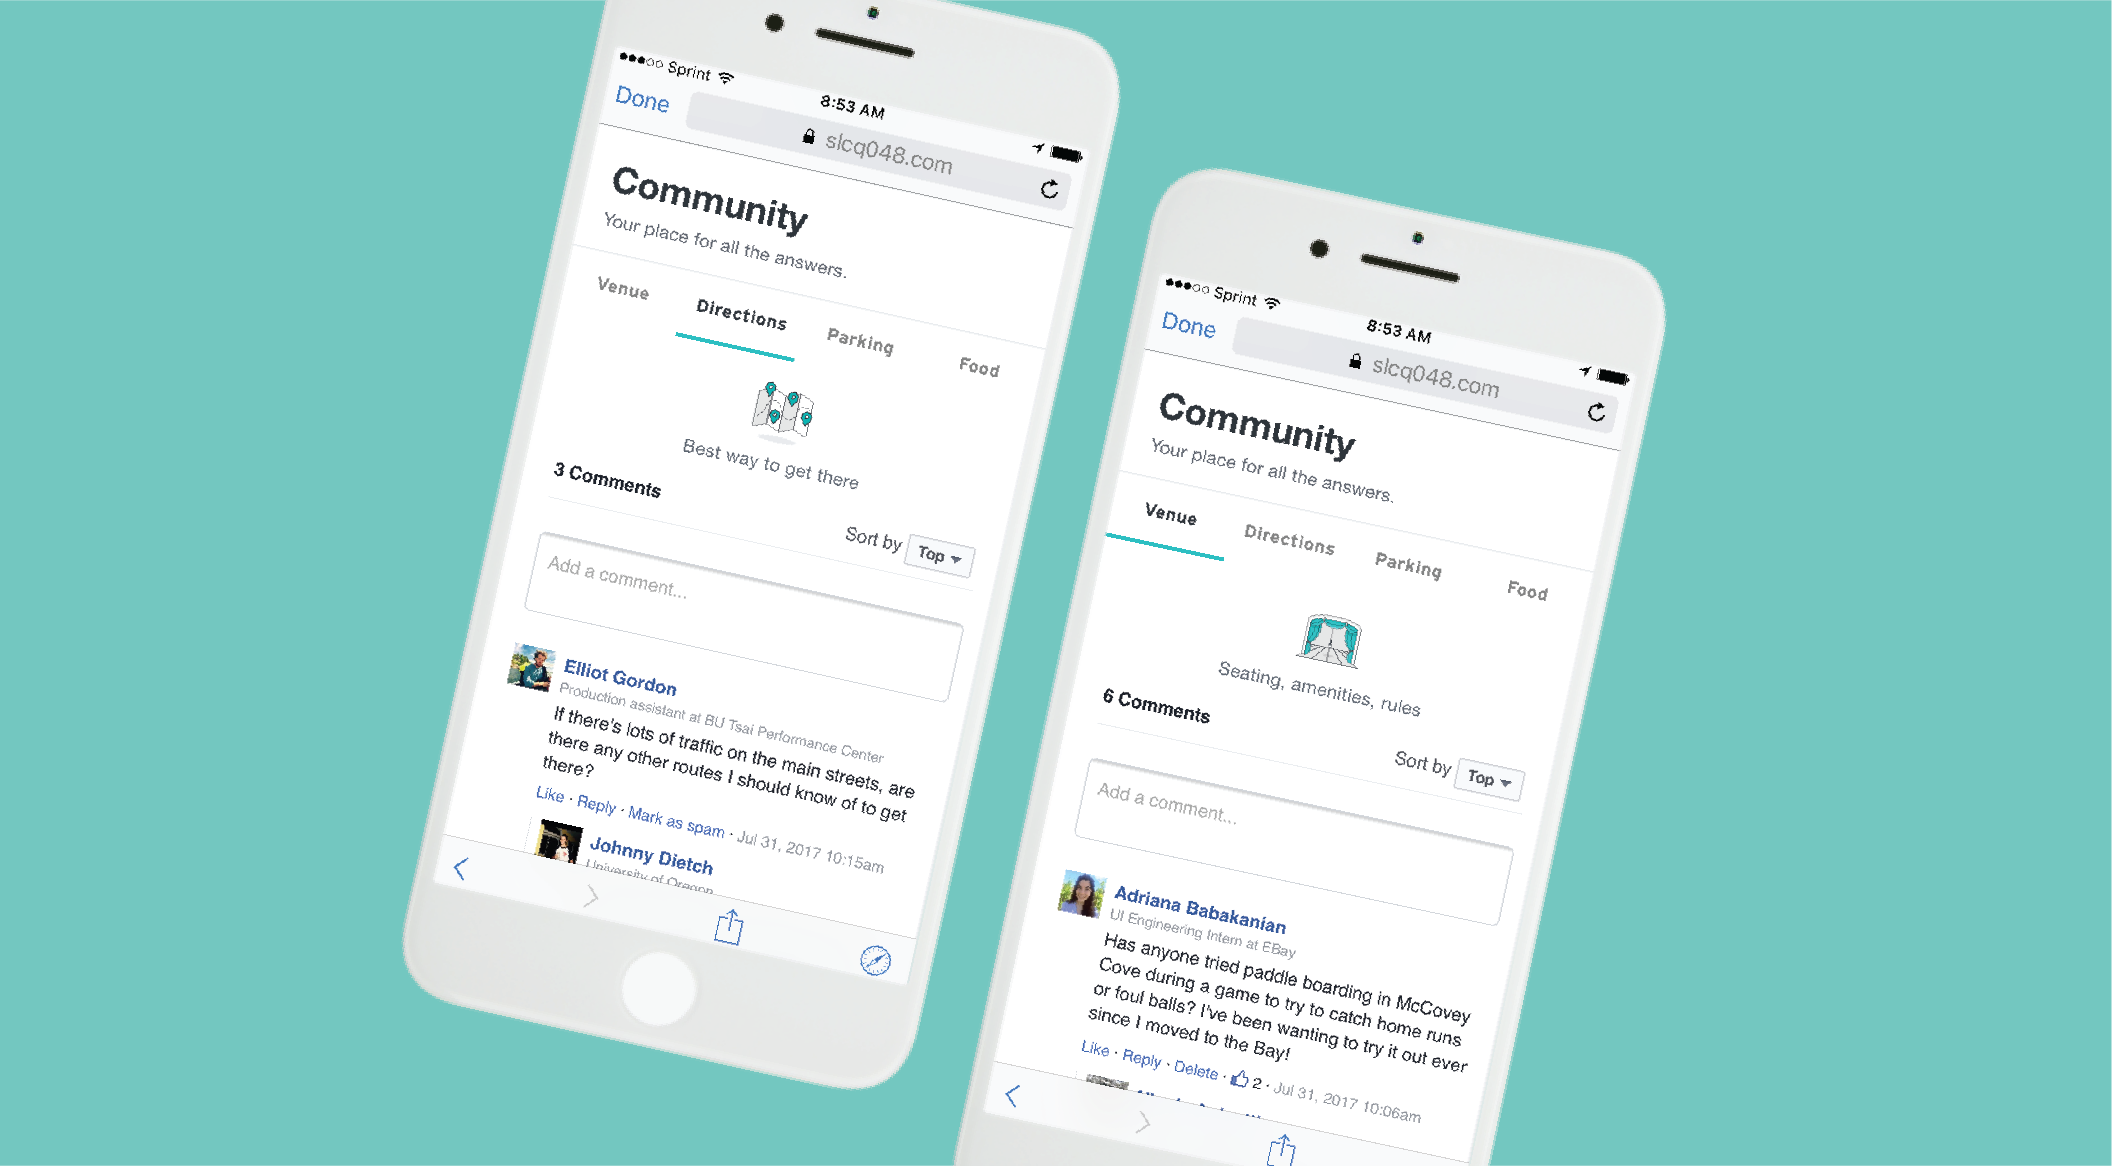 Sprint
8:53 AM
Done
slcq048.com
Community
Your place for all the answers.
Venue
Directions
Parking
Food
Best way to get there
3 Comments
Sort by
Top
Add a comment...
Elliot Gordon
Production assistant at BU Tsai Performance Center
If there's lots of traffic on the main streets, are
there any other routes I should know of to get
there?
Like · Reply · Mark as spam · Jul 31, 2017 10:15am
Johnny Dietch
University of Oregon
Sprint
8:53 AM
Done
slcq048.com
Community
Your place for all the answers.
Venue
Directions
Parking
Food
Seating, amenities, rules
6 Comments
Sort by
Top
Add a comment...
Adriana Babakanian
UI Engineering Intern at EBay
Has anyone tried paddle boarding in McCovey
Cove during a game to try to catch home runs
or foul balls? I've been wanting to try it out ever
since I moved to the Bay!
Like · Reply · Delete · 2 · Jul 31, 2017 10:06am